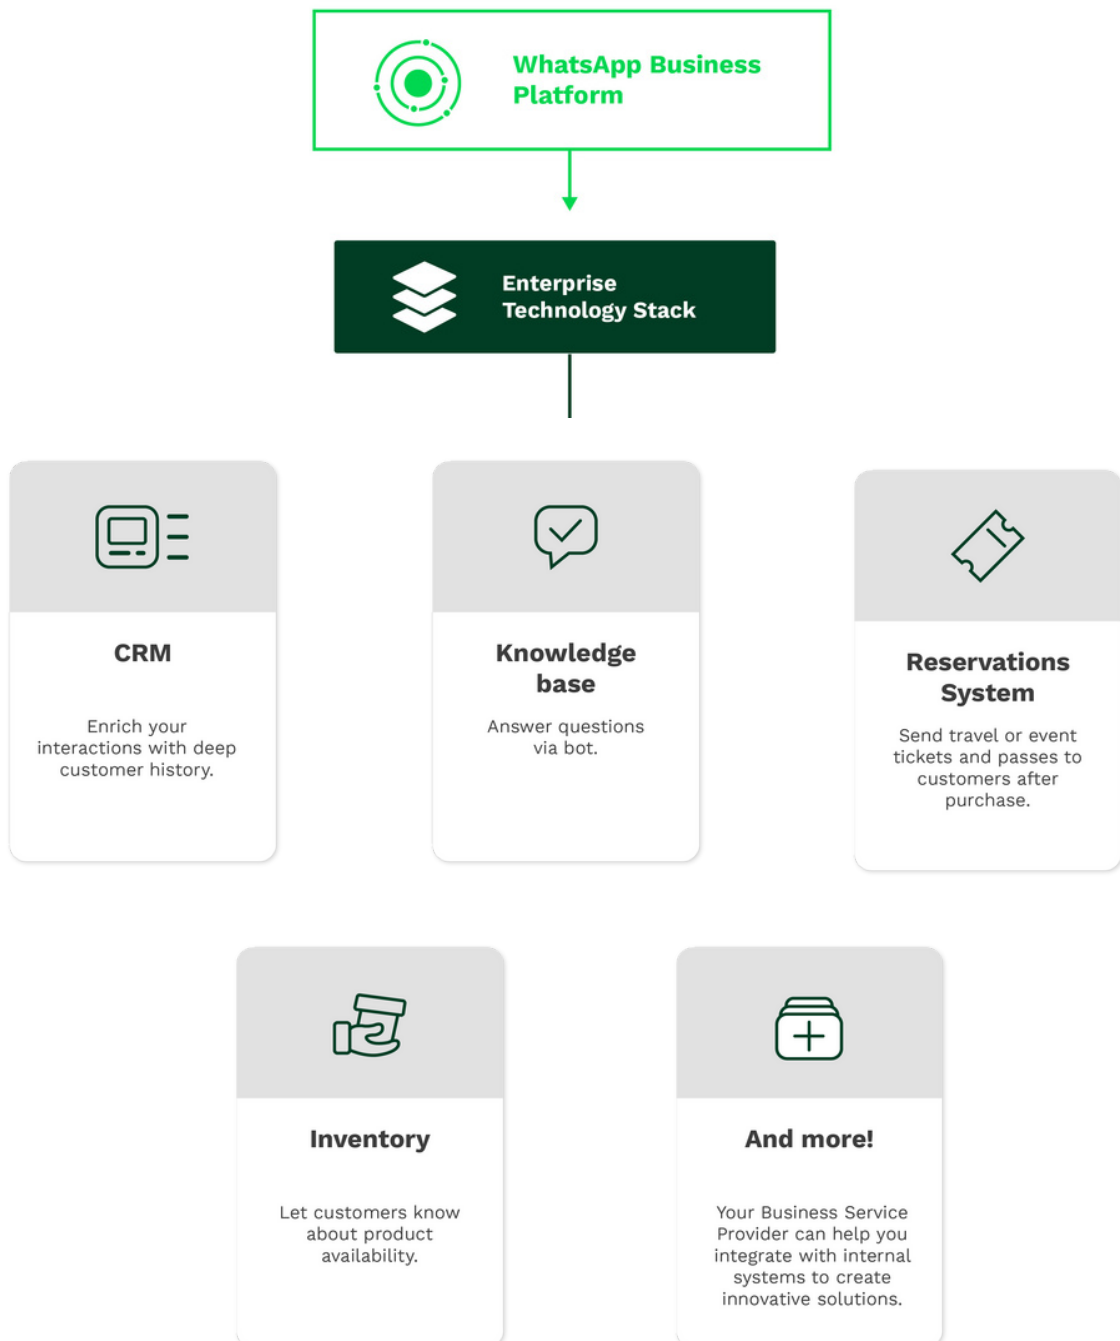 WhatsApp Business
Platform
Enterprise
Technology Stack
CRM
Enrich your
interactions with deep
customer history.
Knowledge
base
Answer questions
via bot.
Reservations
System
Send travel or event
tickets and passes to
customers after
purchase.
Inventory
Let customers know
about product
availability.
And more!
Your Business Service
Provider can help you
integrate with internal
systems to create
innovative solutions.